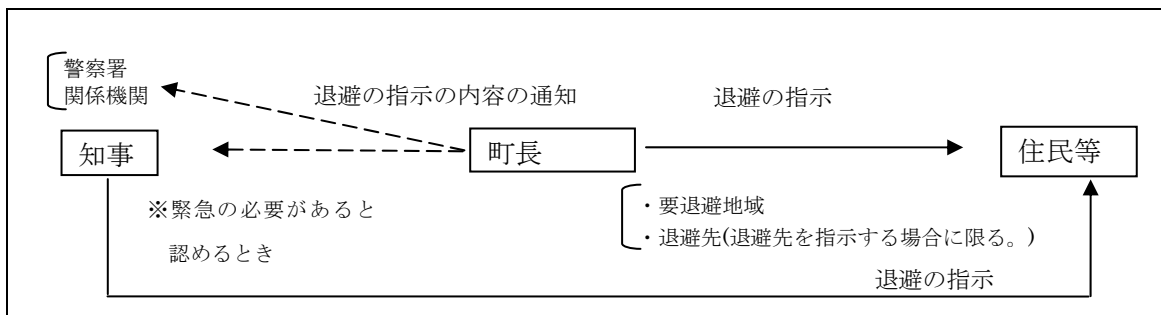 警察署
関係機関
退避の指示の内容の通知
退避の指示
知事
町長
住民等
※緊急の必要があると
認めるとき
・要退避地域
・退避先(退避先を指示する場合に限る。)
退避の指示